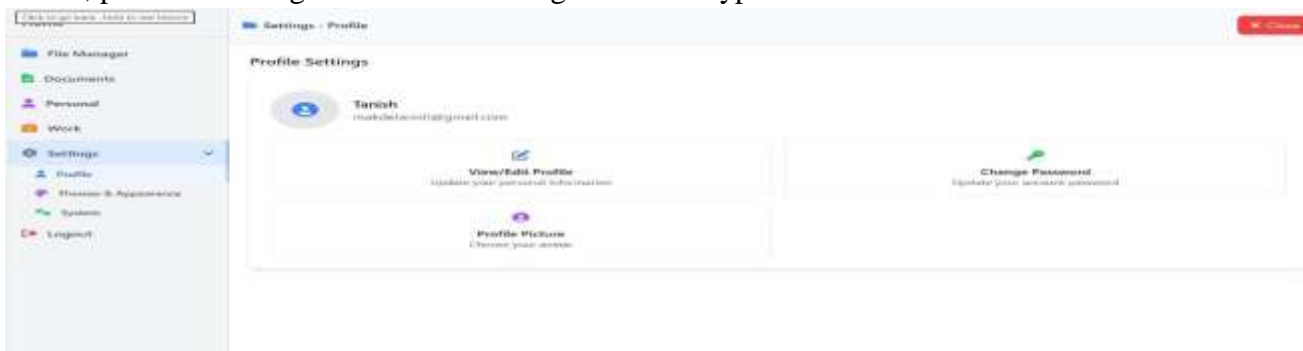 Click to go back, hold to see history
File Manager
Documents
Personal
Work
Settings
Profile
Themes & Appearance
System
Logout
Settings - Profile
Close
Profile Settings
Tanish
View/Edit Profile
Update your personal information
Change Password
Update your account password
Profile Picture
Choose your avatar